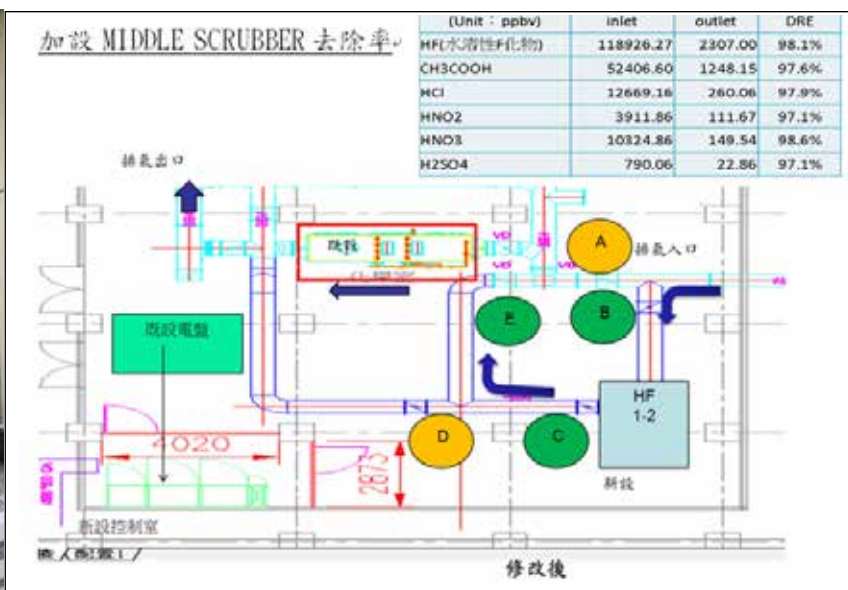 加設 MIDDLE SCRUBBER 去除率
(Unit : ppbv) inlet outlet DRE
HF(水溶性F化物) 118926.27 2307.00 98.1%
CH3COOH 52406.60 1248.15 97.6%
HCl 12669.16 260.06 97.9%
HNO2 3911.86 111.67 97.1%
HNO3 10324.86 149.54 98.6%
H2SO4 790.06 22.86 97.1%
排氣出口
既設
A
排氣入口
VD
VD
B
E
既設電盤
HF
1-2
D
C
4020
2875
新設
新設控制室
修改後